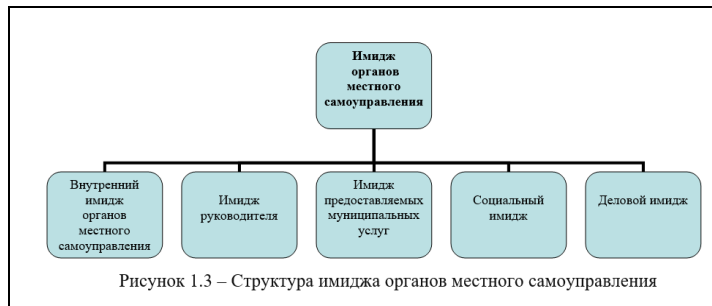 Имидж
органов
местного
самоуправления
Внутренний
имидж
органов
местного
самоуправления
Имидж
руководителя
Имидж
предоставляемых
муниципальных
услуг
Социальный
имидж
Деловой имидж
Рисунок 1.3 – Структура имиджа органов местного самоуправления